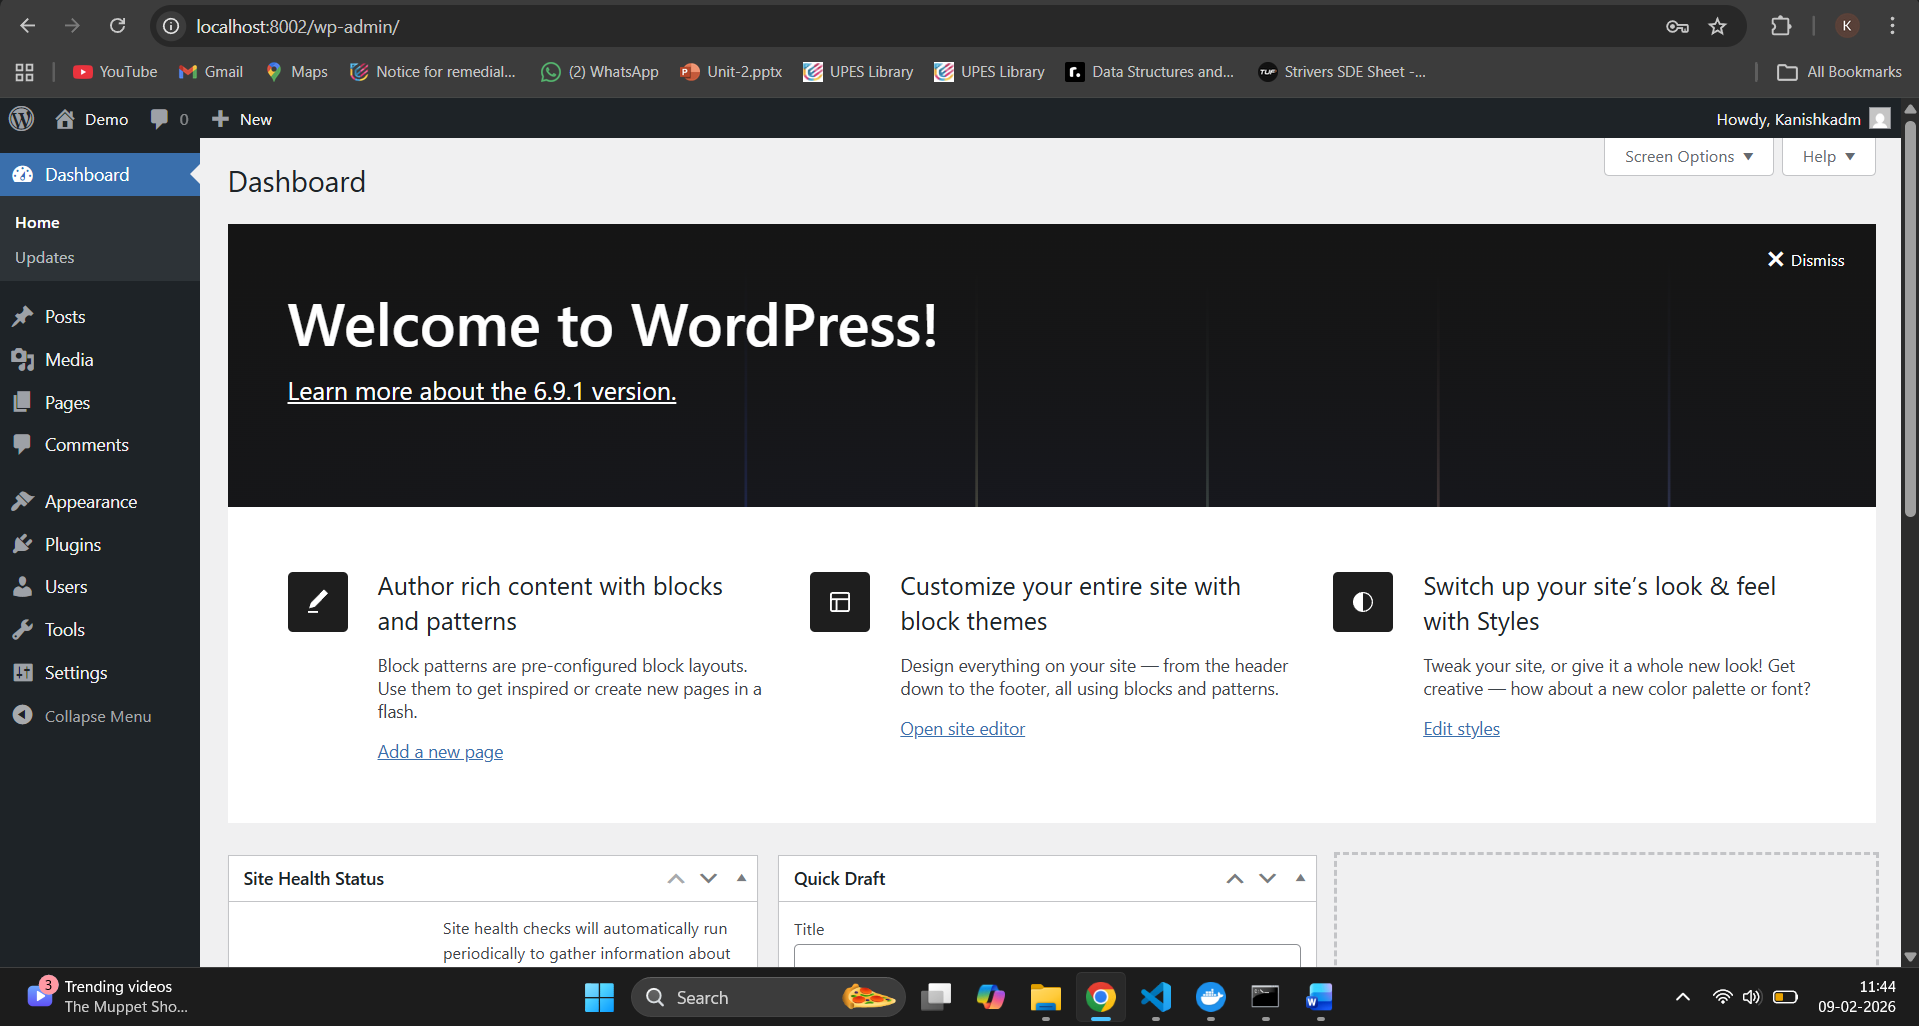 localhost:8002/wp-admin/
K
YouTube
Gmail
Maps
Notice for remedial...
(2) WhatsApp
Unit-2.pptx
UPES Library
UPES Library
Data Structures and...
Strivers SDE Sheet -...
All Bookmarks
Demo
0
New
Howdy, Kanishkadm
Dashboard
Home
Updates
Posts
Media
Pages
Comments
Appearance
Plugins
Users
Tools
Settings
Collapse Menu
Screen Options
Help
Dashboard
Dismiss
Welcome to WordPress!
Learn more about the 6.9.1 version.
Author rich content with blocks
and patterns
Block patterns are pre-configured block layouts.
Use them to get inspired or create new pages in a
flash.
Add a new page
Customize your entire site with
block themes
Design everything on your site — from the header
down to the footer, all using blocks and patterns.
Open site editor
Switch up your site’s look & feel
with Styles
Tweak your site, or give it a whole new look! Get
creative — how about a new color palette or font?
Edit styles
Site Health Status
Site health checks will automatically run
periodically to gather information about
Quick Draft
Title
3
Trending videos
The Muppet Sho...
Search
11:44
09-02-2026